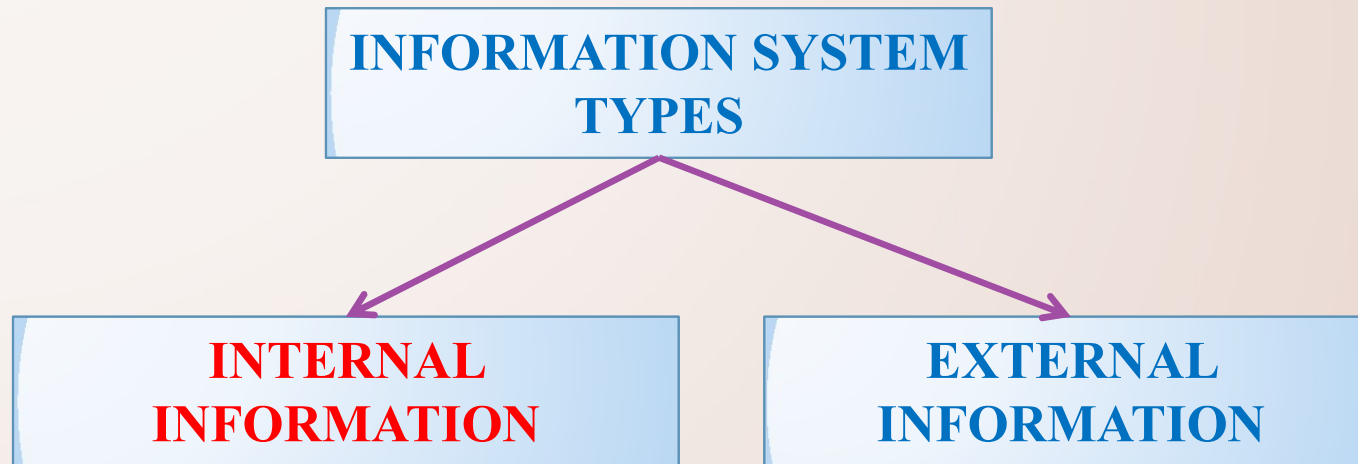 INFORMATION SYSTEM
TYPES
INTERNAL
INFORMATION
EXTERNAL
INFORMATION